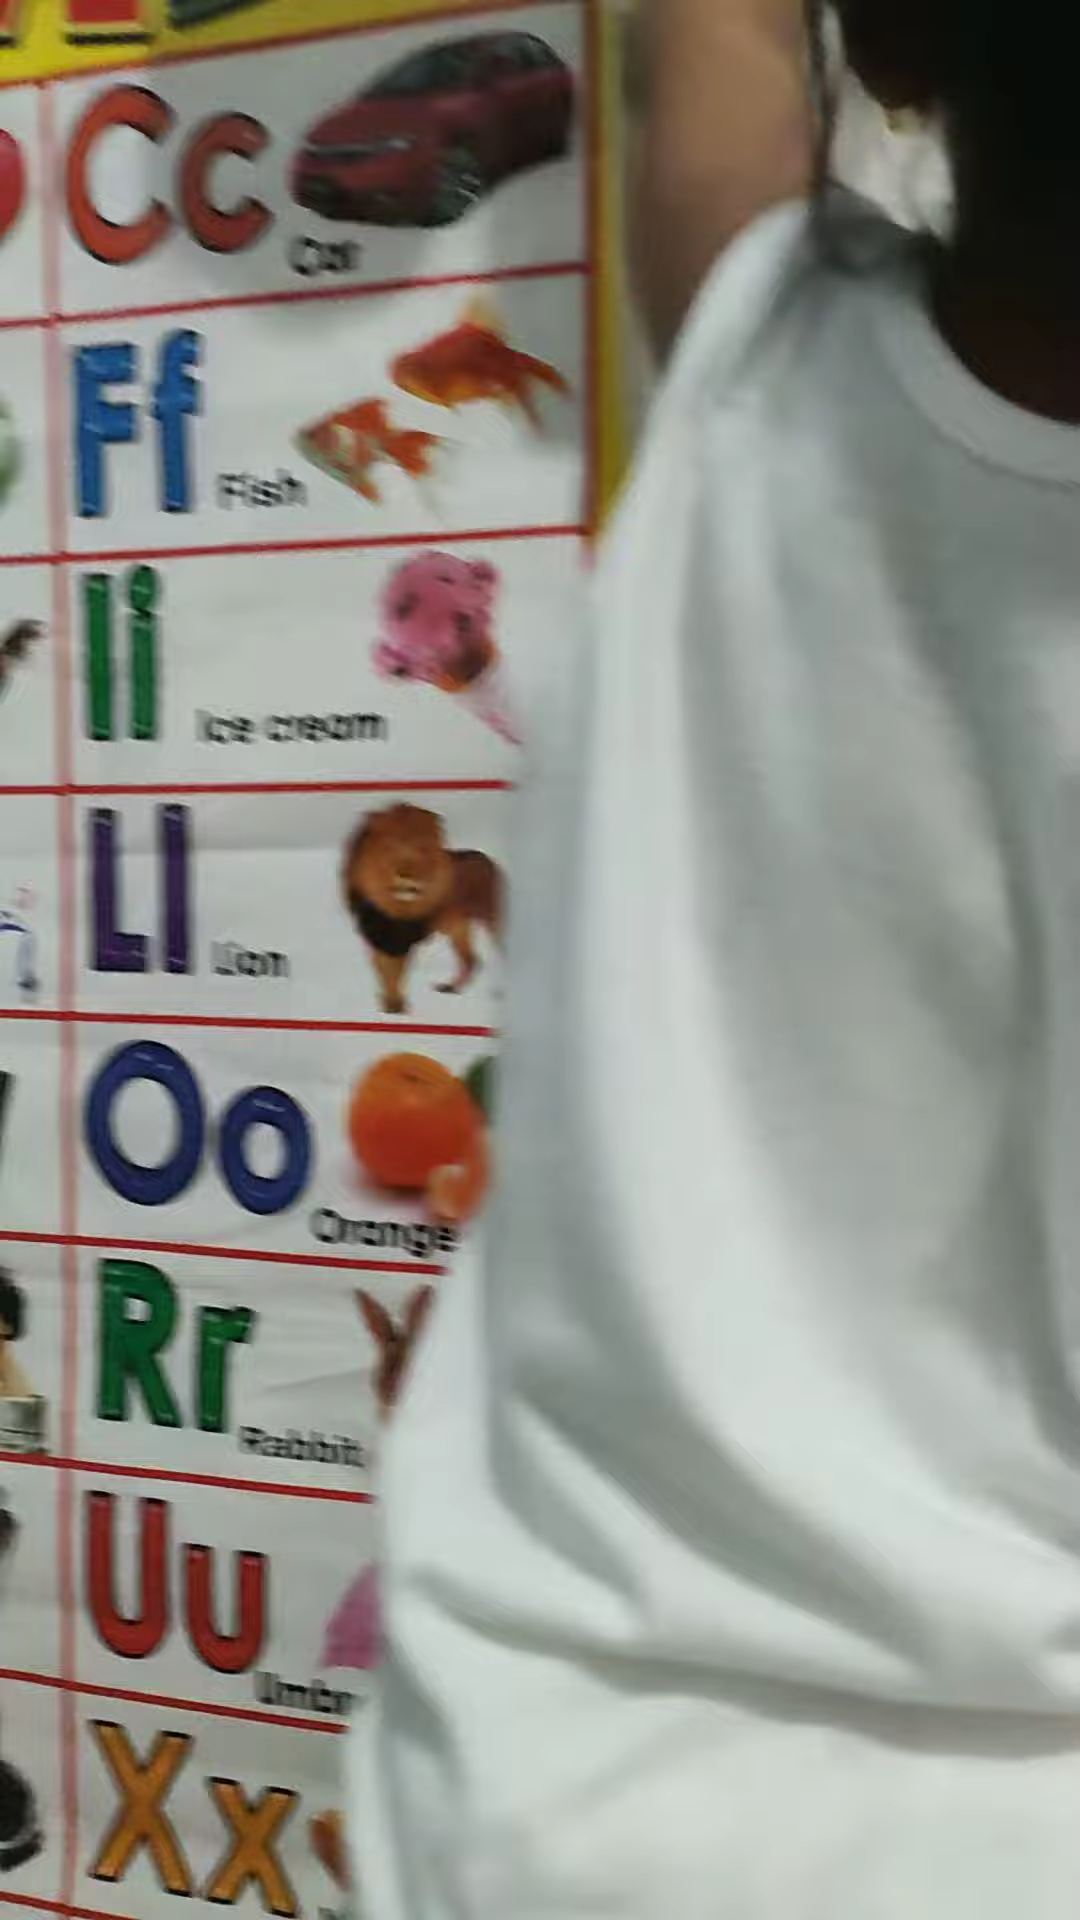 Cc
Car
Ff
Fish
Ii
Ice cream
Ll
Lion
Oo
Orange
Rr
Rabbit
Uu
Xx